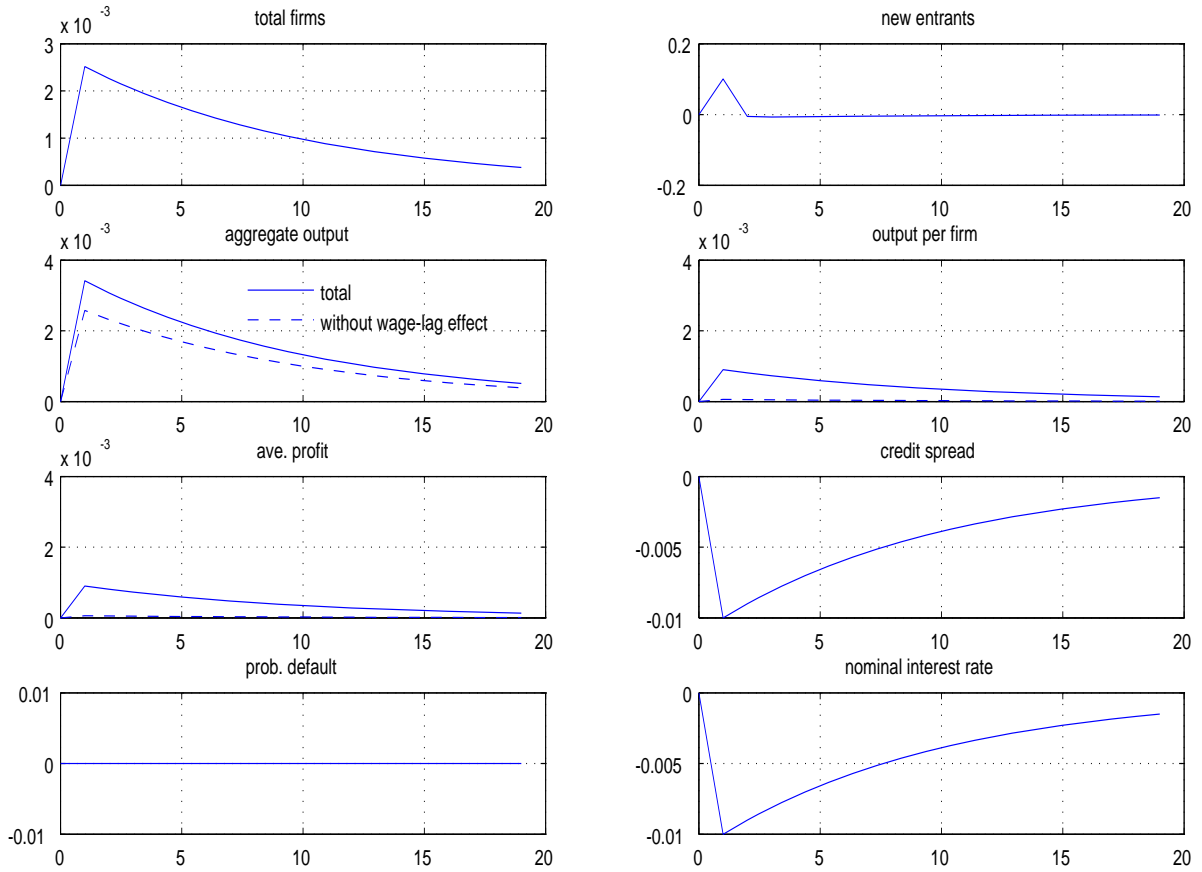 total firms
x 10 -3
3
2
1
0
0 5 10 15 20
new entrants
0.2
0
-0.2
0 5 10 15 20
aggregate output
x 10 -3
4
2
0
total
without wage-lag effect
0 5 10 15 20
output per firm
x 10 -3
4
2
0
0 5 10 15 20
ave. profit
x 10 -3
4
2
0
0 5 10 15 20
credit spread
0
-0.005
-0.01
0 5 10 15 20
prob. default
0.01
0
-0.01
0 5 10 15 20
nominal interest rate
0
-0.005
-0.01
0 5 10 15 20